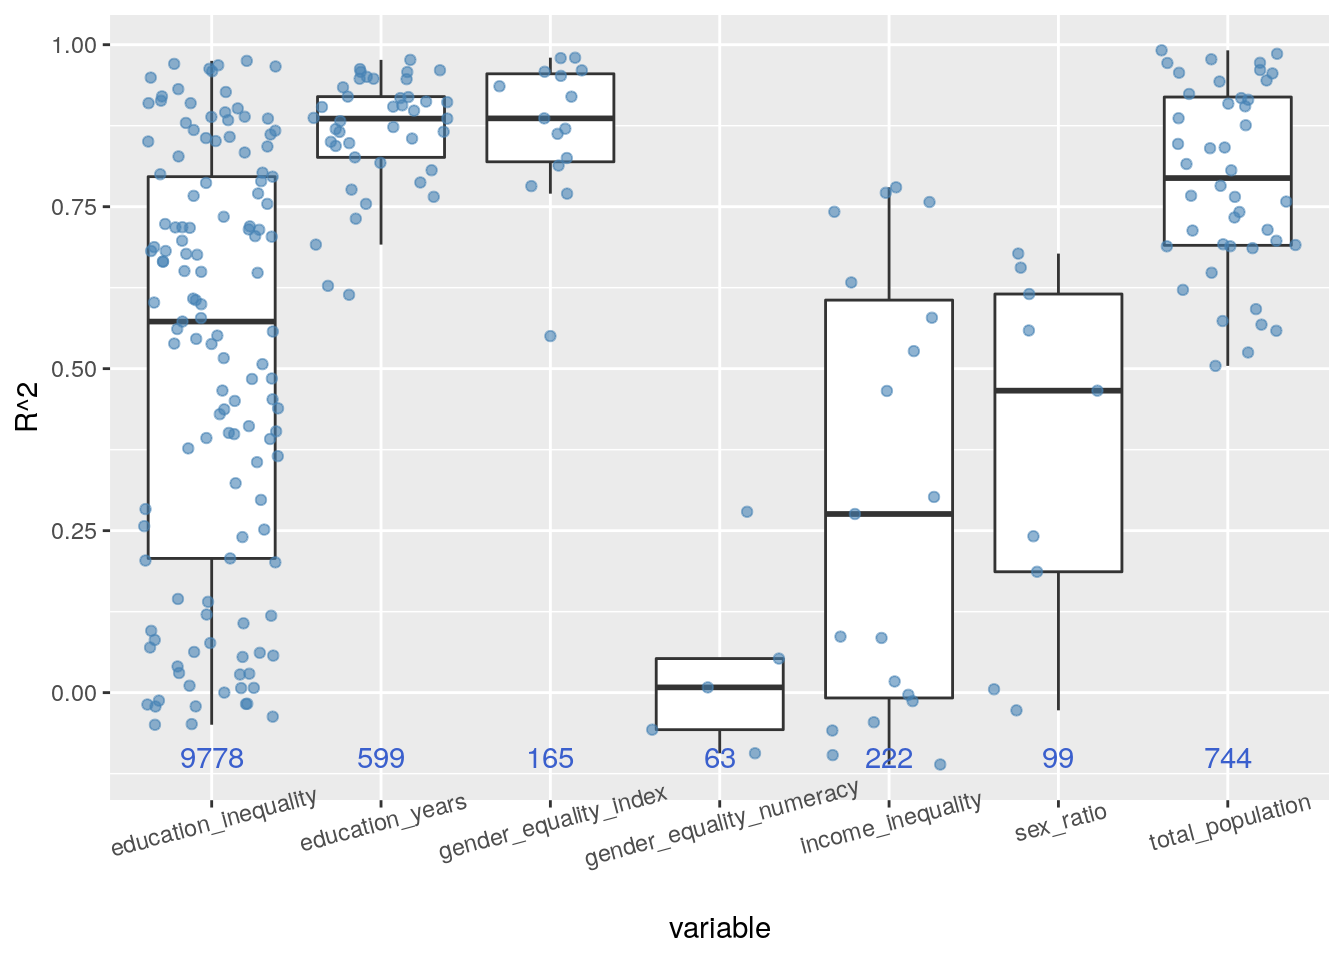 1.00
0.75
0.50
0.25
0.00
R^2
9778 599 165 63 222 99 744
education_inequality education_years gender_equality_index gender_equality_numeracy income_inequality sex_ratio total_population
variable